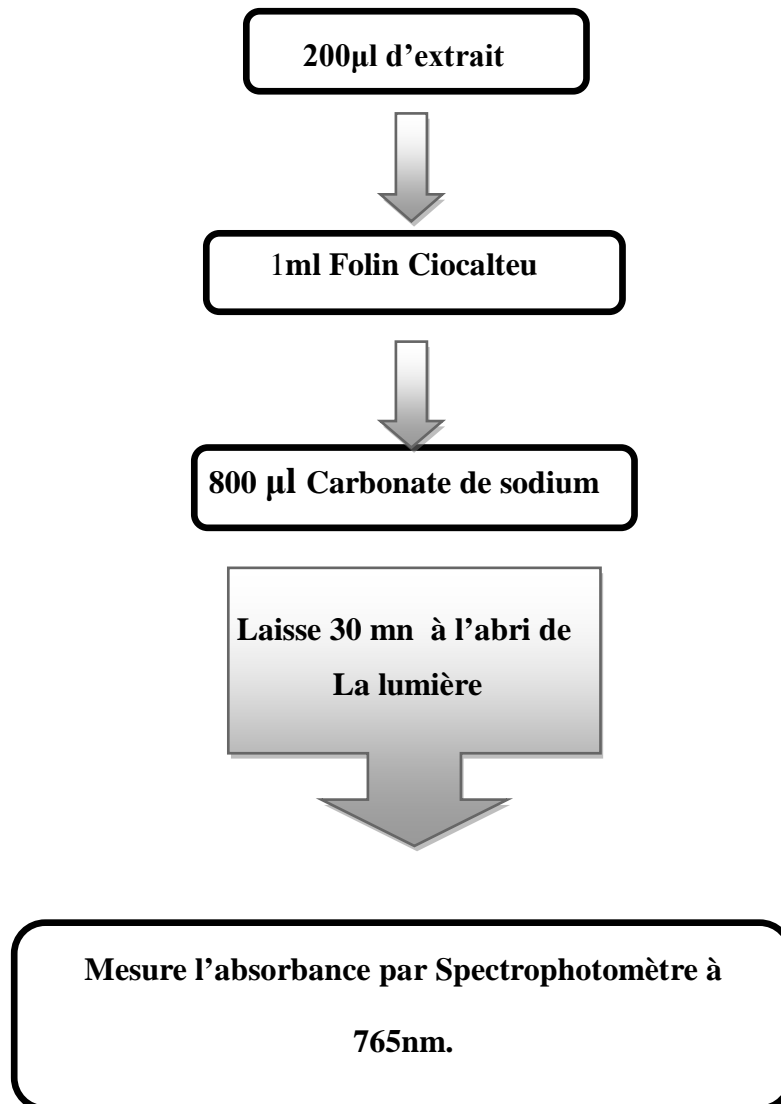 200µl d’extrait
1ml Folin Ciocalteu
800 µl Carbonate de sodium
Laisse 30 mn à l’abri de
La lumière
Mesure l’absorbance par Spectrophotomètre à
765nm.